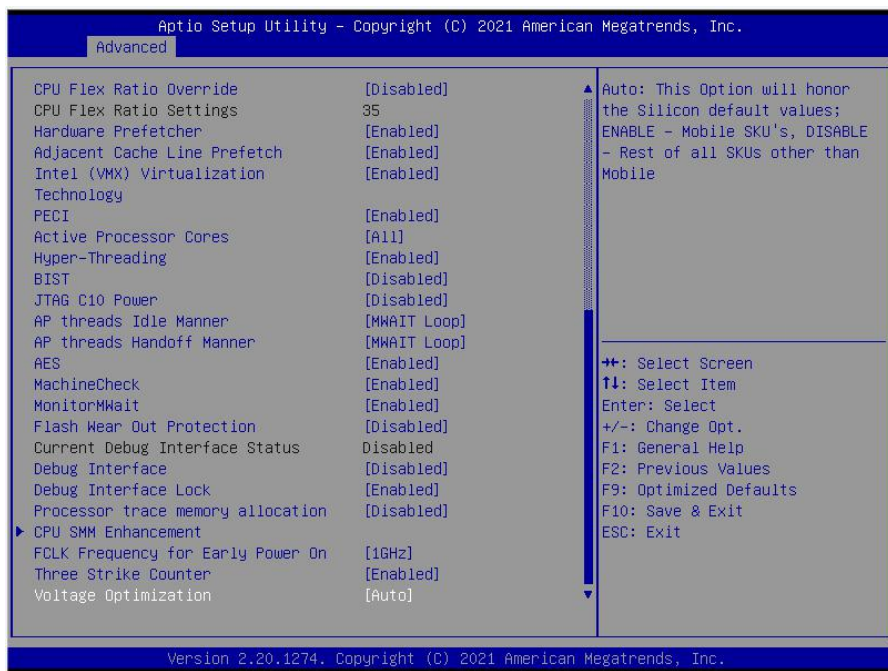 Aptio Setup Utility – Copyright (C) 2021 American Megatrends, Inc.
Advanced
CPU Flex Ratio Override [Disabled]
CPU Flex Ratio Settings 35
Hardware Prefetcher [Enabled]
Adjacent Cache Line Prefetch [Enabled]
Intel (VMX) Virtualization [Enabled]
Technology
PECI [Enabled]
Active Processor Cores [All]
Hyper-Threading [Enabled]
BIST [Disabled]
JTAG C10 Power [Disabled]
AP threads Idle Manner [MWAIT Loop]
AP threads Handoff Manner [MWAIT Loop]
AES [Enabled]
MachineCheck [Enabled]
MonitorMWait [Enabled]
Flash Wear Out Protection [Disabled]
Current Debug Interface Status Disabled
Debug Interface [Disabled]
Debug Interface Lock [Enabled]
Processor trace memory allocation [Disabled]
CPU SMM Enhancement
FCLK Frequency for Early Power On [1GHz]
Three Strike Counter [Enabled]
Voltage Optimization [Auto]
Auto: This Option will honor
the Silicon default values;
ENABLE – Mobile SKU's, DISABLE
– Rest of all SKUs other than
Mobile
→←: Select Screen
↑↓: Select Item
Enter: Select
+/-: Change Opt.
F1: General Help
F2: Previous Values
F9: Optimized Defaults
F10: Save & Exit
ESC: Exit
Version 2.20.1274. Copyright (C) 2021 American Megatrends, Inc.